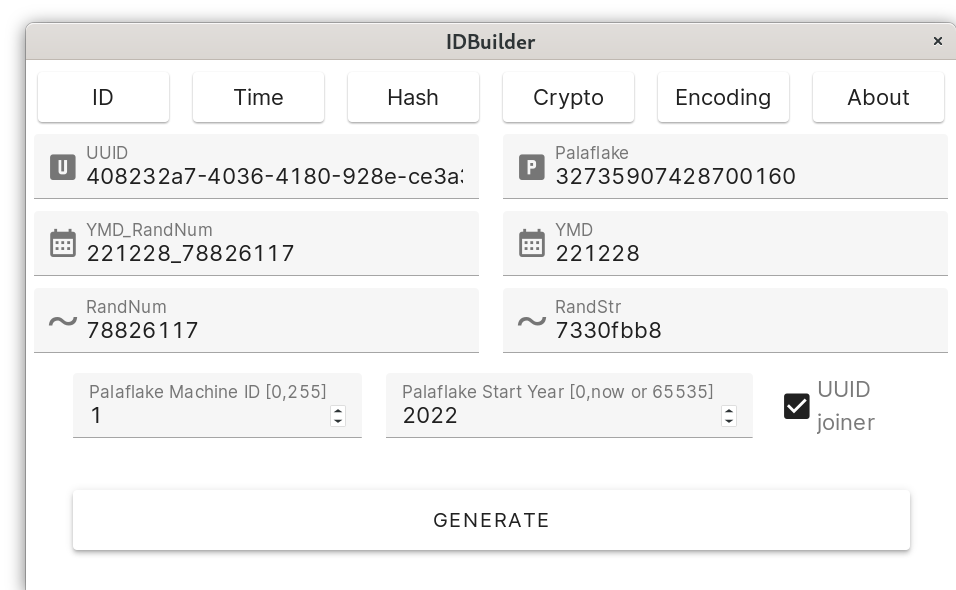 IDBuilder
ID
Time
Hash
Crypto
Encoding
About
UUID
408232a7-4036-4180-928e-ce3a
Palaflake
32735907428700160
YMD_RandNum
221228_78826117
YMD
221228
RandNum
78826117
RandStr
7330fbb8
Palaflake Machine ID [0,255]
1
Palaflake Start Year [0,now or 65535]
2022
UUID
joiner
GENERATE